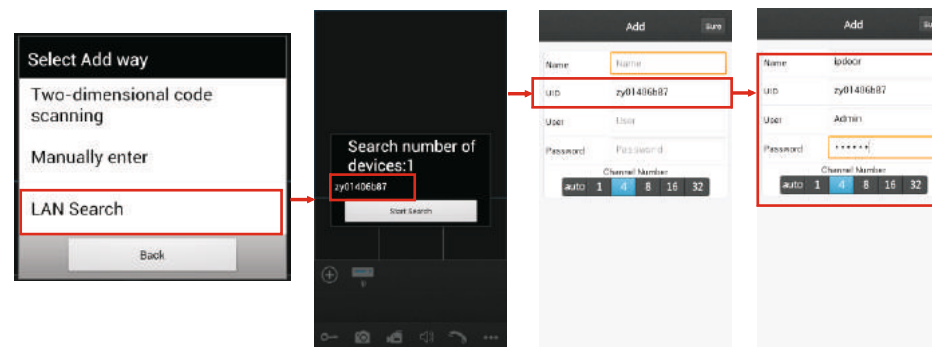 Select Add way
Two-dimensional code
scanning
Manually enter
LAN Search
Back
Search number of
devices:1
zy01406b87
Start Search
Add
Sure
Name
Name
UID
zy01406b87
User
User
Password
Password
Channel Number
auto 1 4 8 16 32
Add
Name
ipdoor
UID
zy01406b87
User
Admin
Password
••••••
Channel Number
auto 1 4 8 16 32